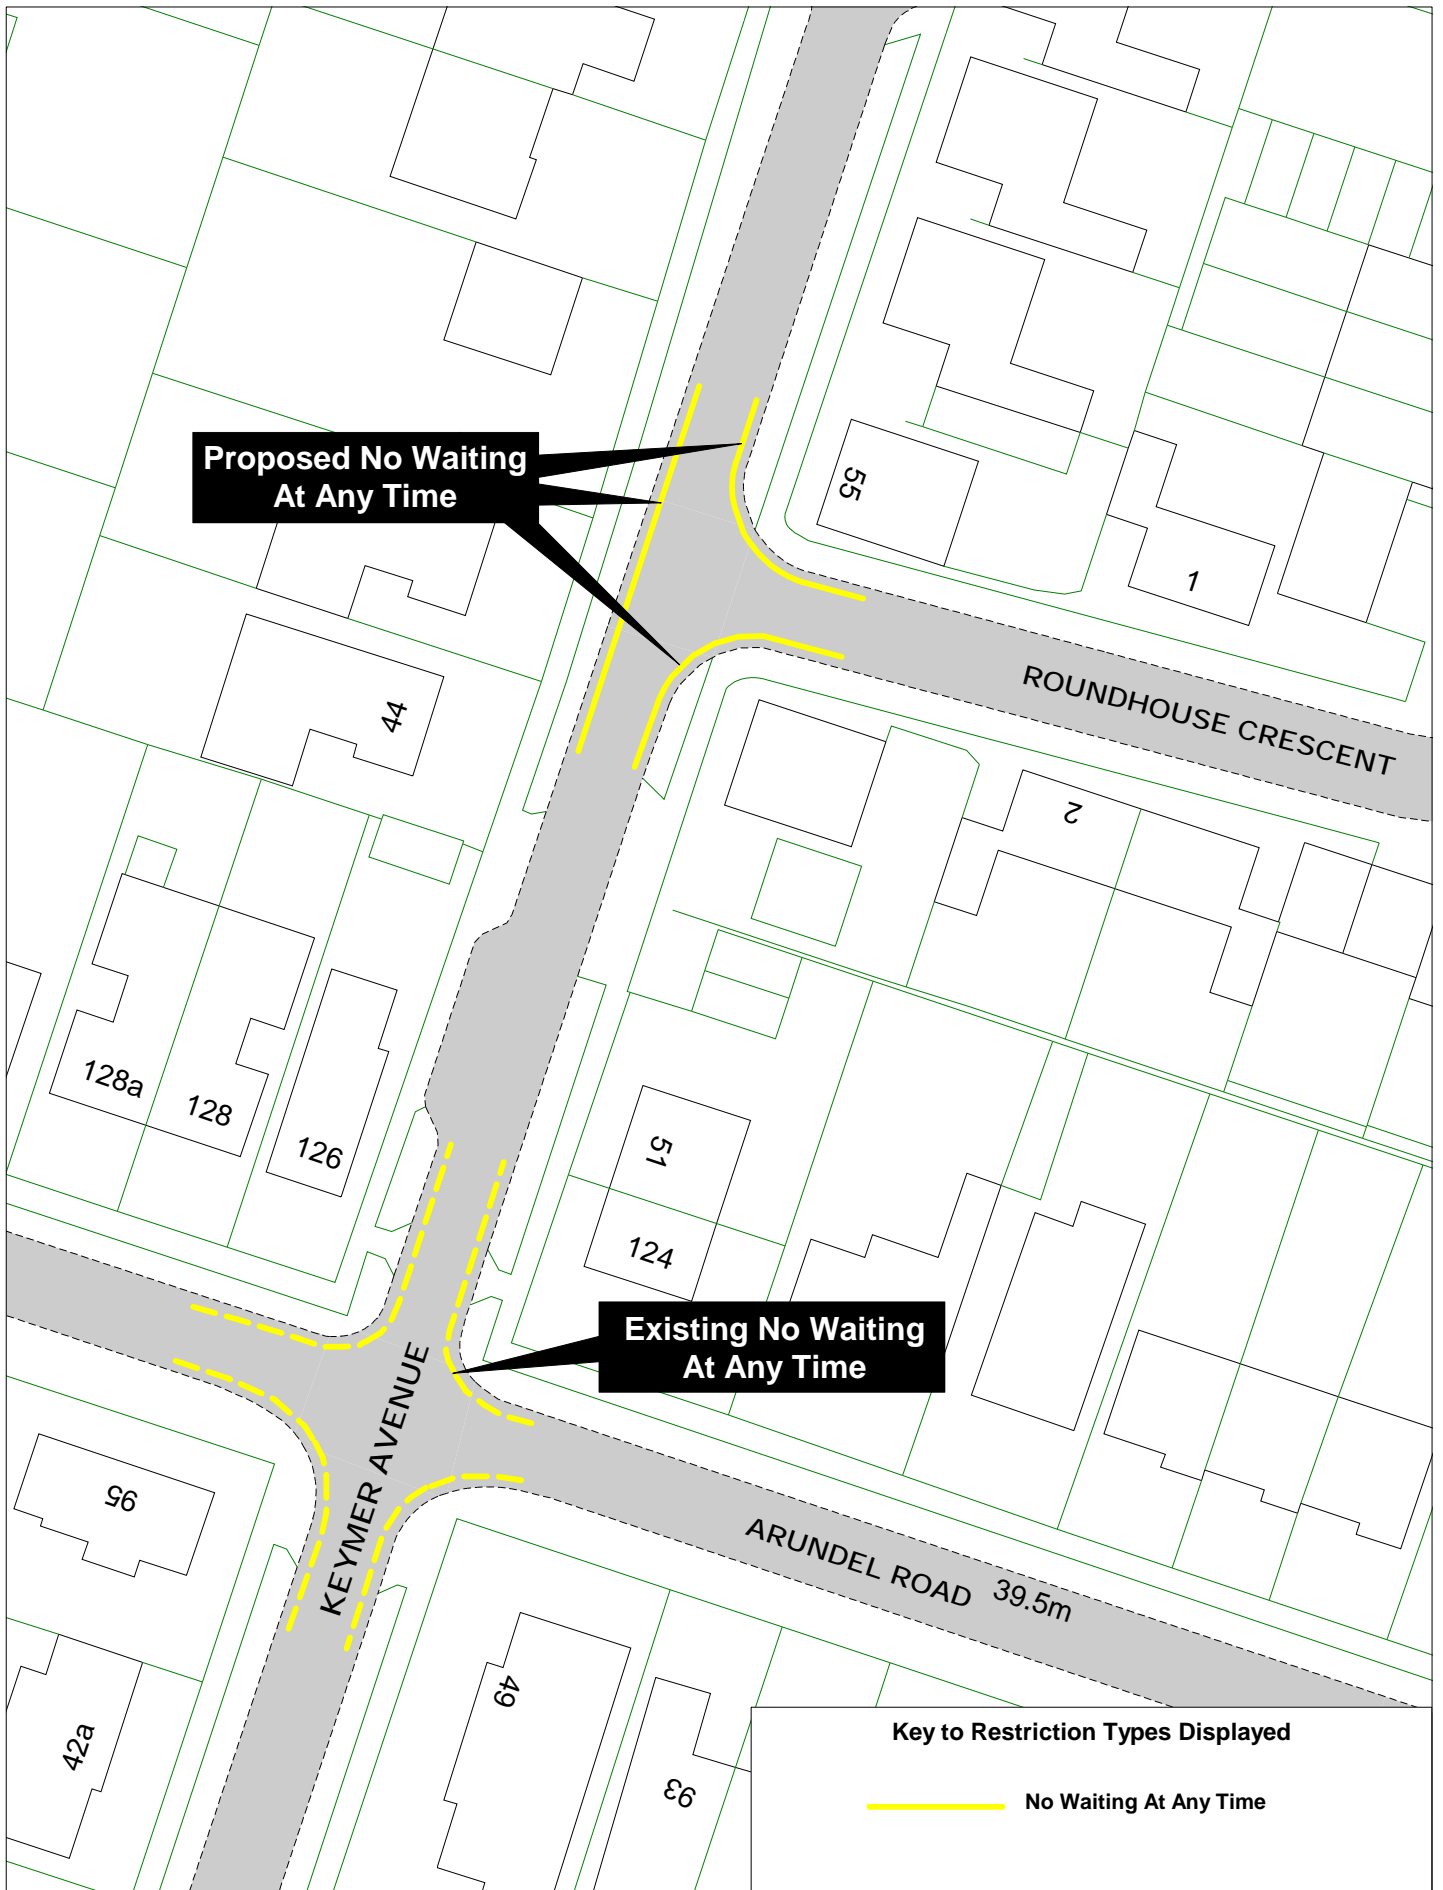 Proposed No Waiting
At Any Time
55
1
44
ROUNDHOUSE CRESCENT
2
128a
128
126
51
124
Existing No Waiting
At Any Time
KEYMER AVENUE
95
ARUNDEL ROAD
39.5m
49
42a
93
Key to Restriction Types Displayed
No Waiting At Any Time